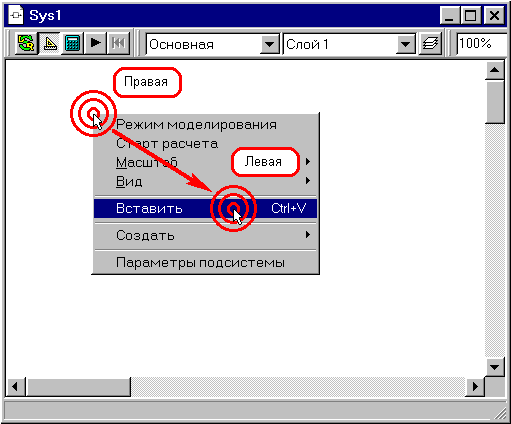 Sys1
Основная Слой 1 100%
Правая
Режим моделирования
Старт расчета
Масштаб
Левая
Вид
Вставить Ctrl+V
Создать
Параметры подсистемы